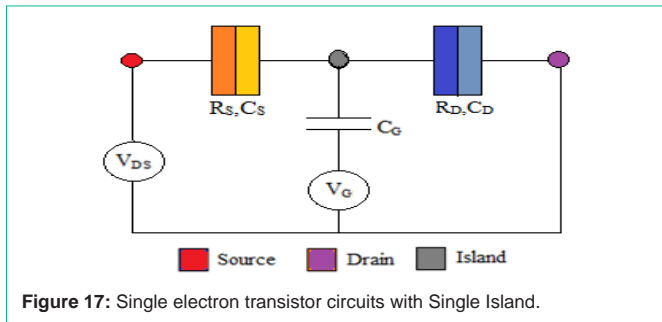 RS,CS
RD,CD
CG
VDS
VG
Source Drain Island
Figure 17: Single electron transistor circuits with Single Island.